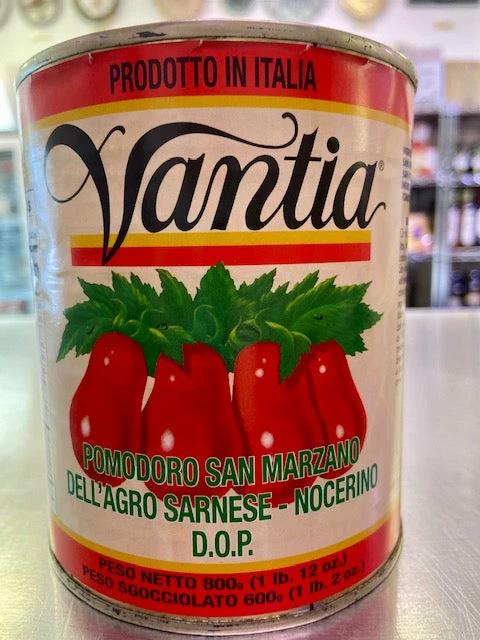 PRODOTTO IN ITALIA
Vantia®
POMODORO SAN MARZANO
DELL'AGRO SARNESE - NOCERINO
D.O.P.
PESO NETTO 800g (1 lb. 12 oz.)
PESO SGOCCIOLATO 600g (1 lb. 2 oz.)